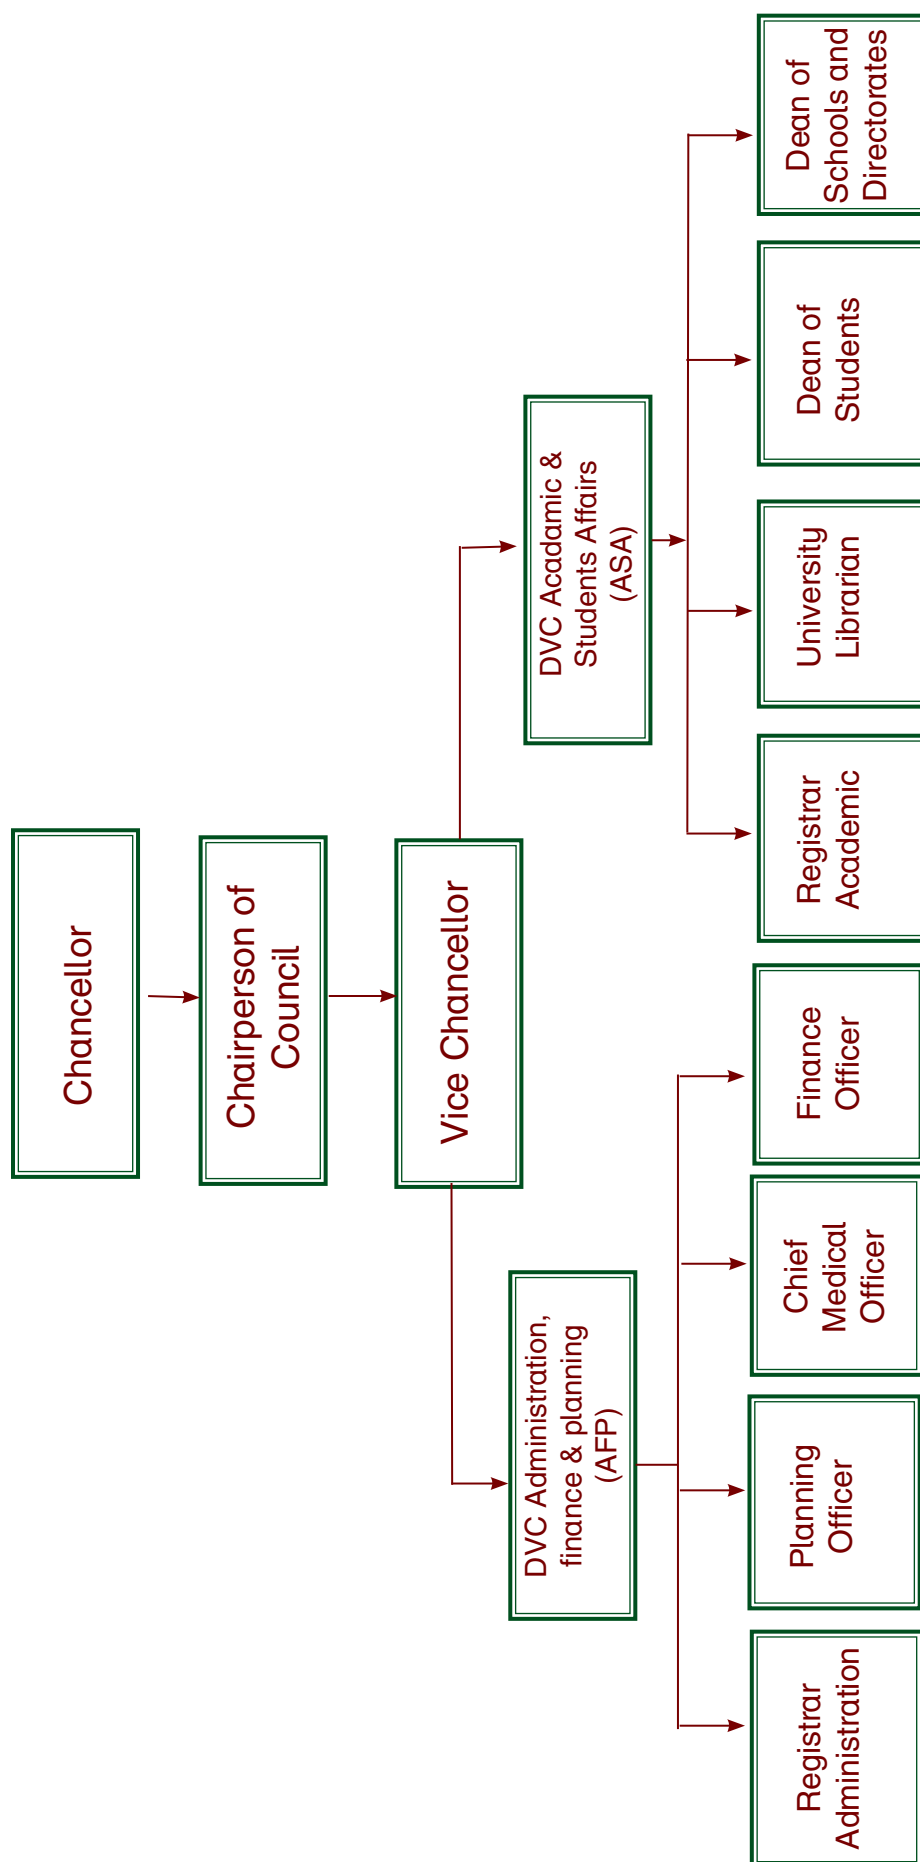 Chancellor
Chairperson of
Council
Vice Chancellor
DVC Administration,
finance & planning
(AFP)
DVC Acadamic &
Students Affairs
(ASA)
Registrar
Administration
Planning
Officer
Chief
Medical
Officer
Finance
Officer
Registrar
Academic
University
Librarian
Dean of
Students
Dean of
Schools and
Directorates